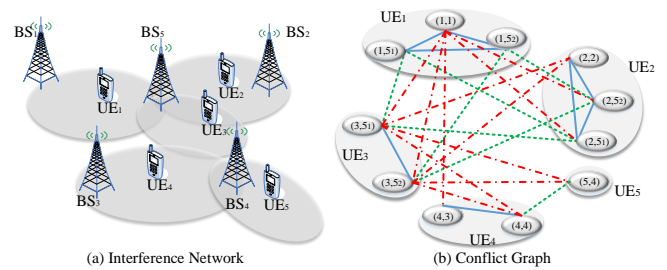 BS₁
BS₅
BS₂
UE₁
UE₂
UE₃
BS₃
UE₄
BS₄
UE₅
(a) Interference Network
UE₁
(1,1)
(1,5₁)
(1,5₂)
(2,2)
UE₂
(2,5₂)
(2,5₁)
(3,5₁)
UE₃
(3,5₂)
(5,4)
UE₅
(4,3)
(4,4)
UE₄
(b) Conflict Graph